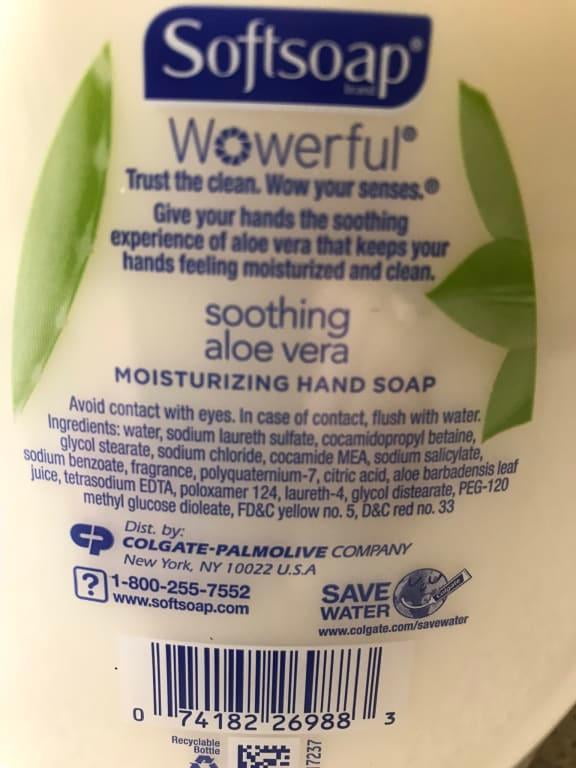 Softsoap®
brand
Wowerful®
Trust the clean. Wow your senses.®
Give your hands the soothing
experience of aloe vera that keeps your
hands feeling moisturized and clean.
soothing
aloe vera
MOISTURIZING HAND SOAP
Avoid contact with eyes. In case of contact, flush with water.
Ingredients: water, sodium laureth sulfate, cocamidopropyl betaine,
glycol stearate, sodium chloride, cocamide MEA, sodium salicylate,
sodium benzoate, fragrance, polyquaternium-7, citric acid, aloe barbadensis leaf
juice, tetrasodium EDTA, poloxamer 124, laureth-4, glycol distearate, PEG-120
methyl glucose dioleate, FD&C yellow no. 5, D&C red no. 33
CP
Dist. by:
COLGATE-PALMOLIVE COMPANY
New York, NY 10022 U.S.A
? 1-800-255-7552
www.softsoap.com
SAVE
WATER
Colgate
www.colgate.com/savewater
0 74182 26988 3
Recyclable
Bottle
17237